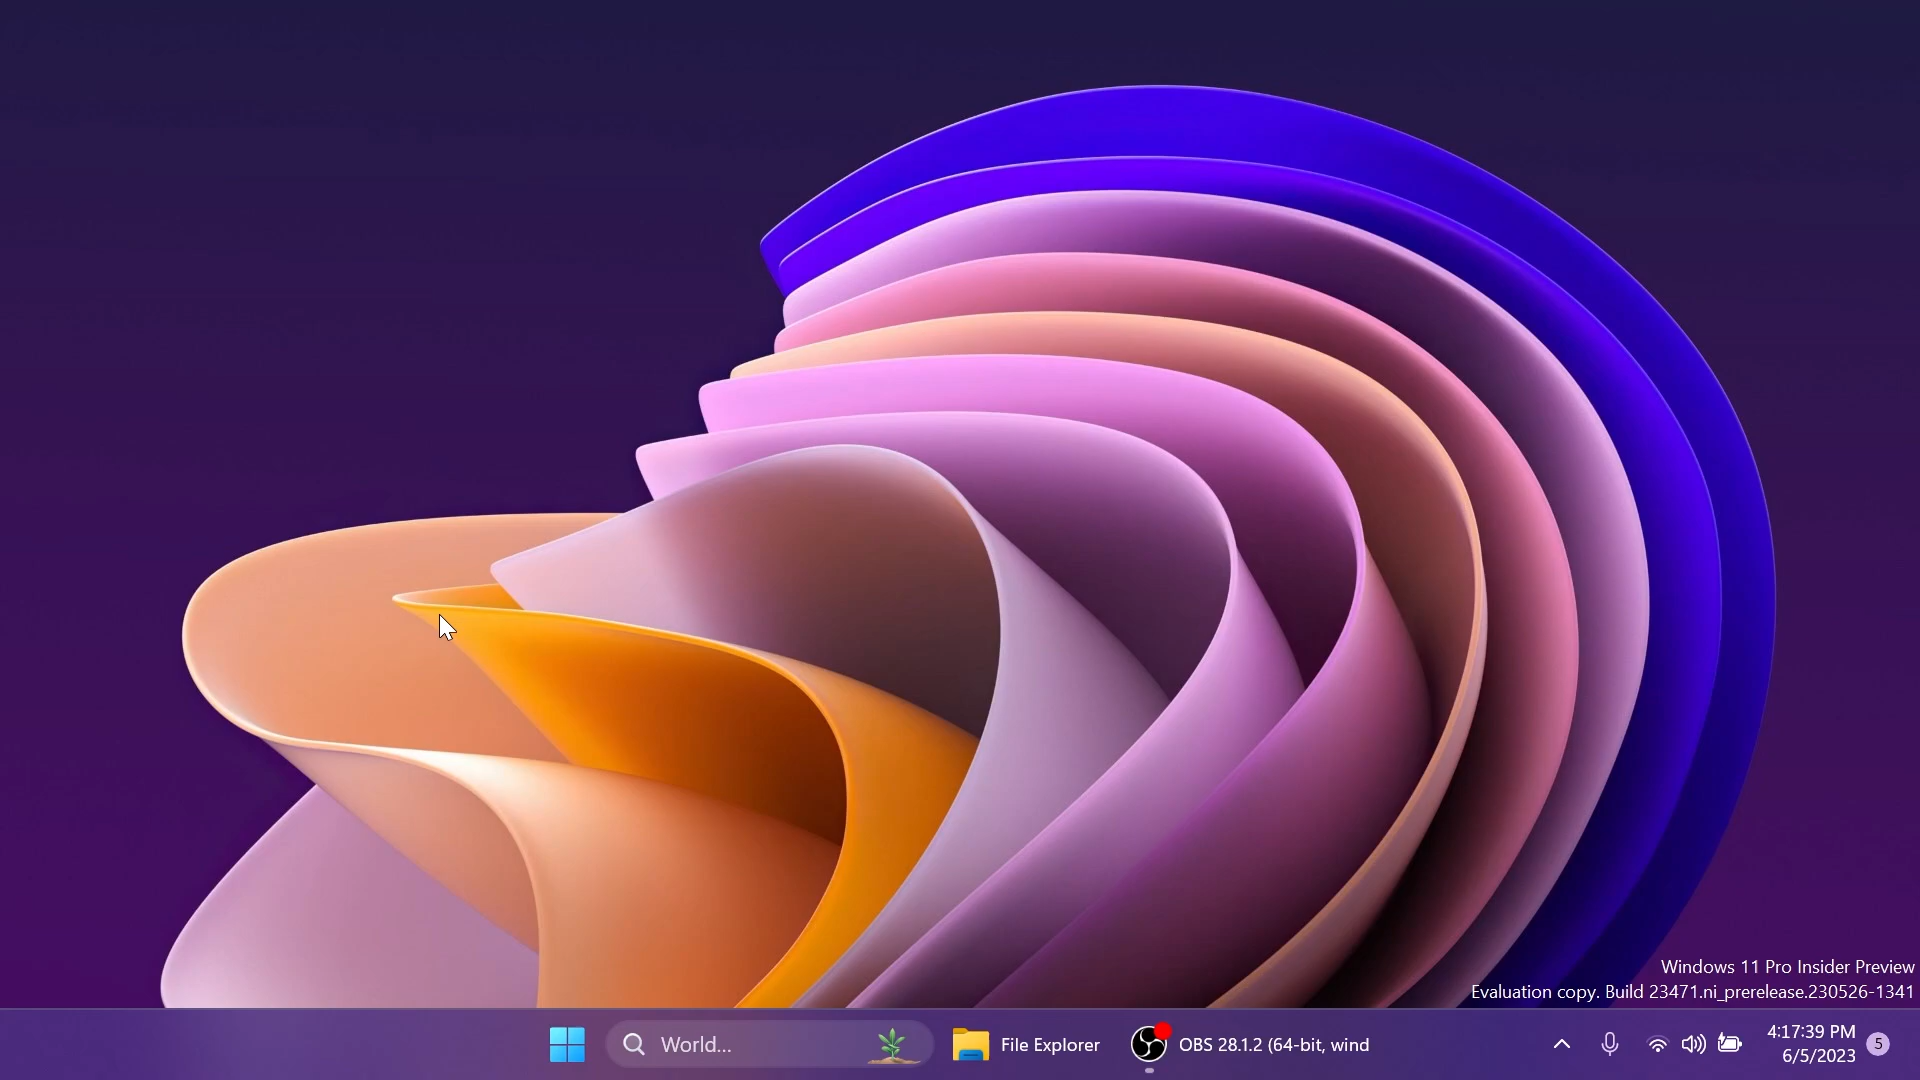 Windows 11 Pro Insider Preview
Evaluation copy. Build 23471.ni_prerelease.230526-1341
World...
File Explorer
OBS 28.1.2 (64-bit, wind
4:17:39 PM
6/5/2023
5